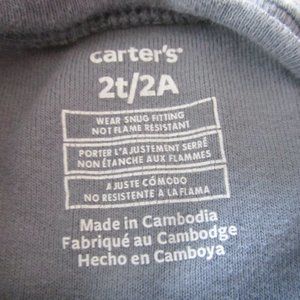 carter's®
2t/2A
WEAR SNUG FITTING
NOT FLAME RESISTANT
PORTER L'AJUSTEMENT SERRÉ
NON ÉTANCHE AUX FLAMMES
AJUSTE CÓMODO
NO RESISTENTE A LA FLAMA
Made in Cambodia
Fabriqué au Cambodge
Hecho en Camboya